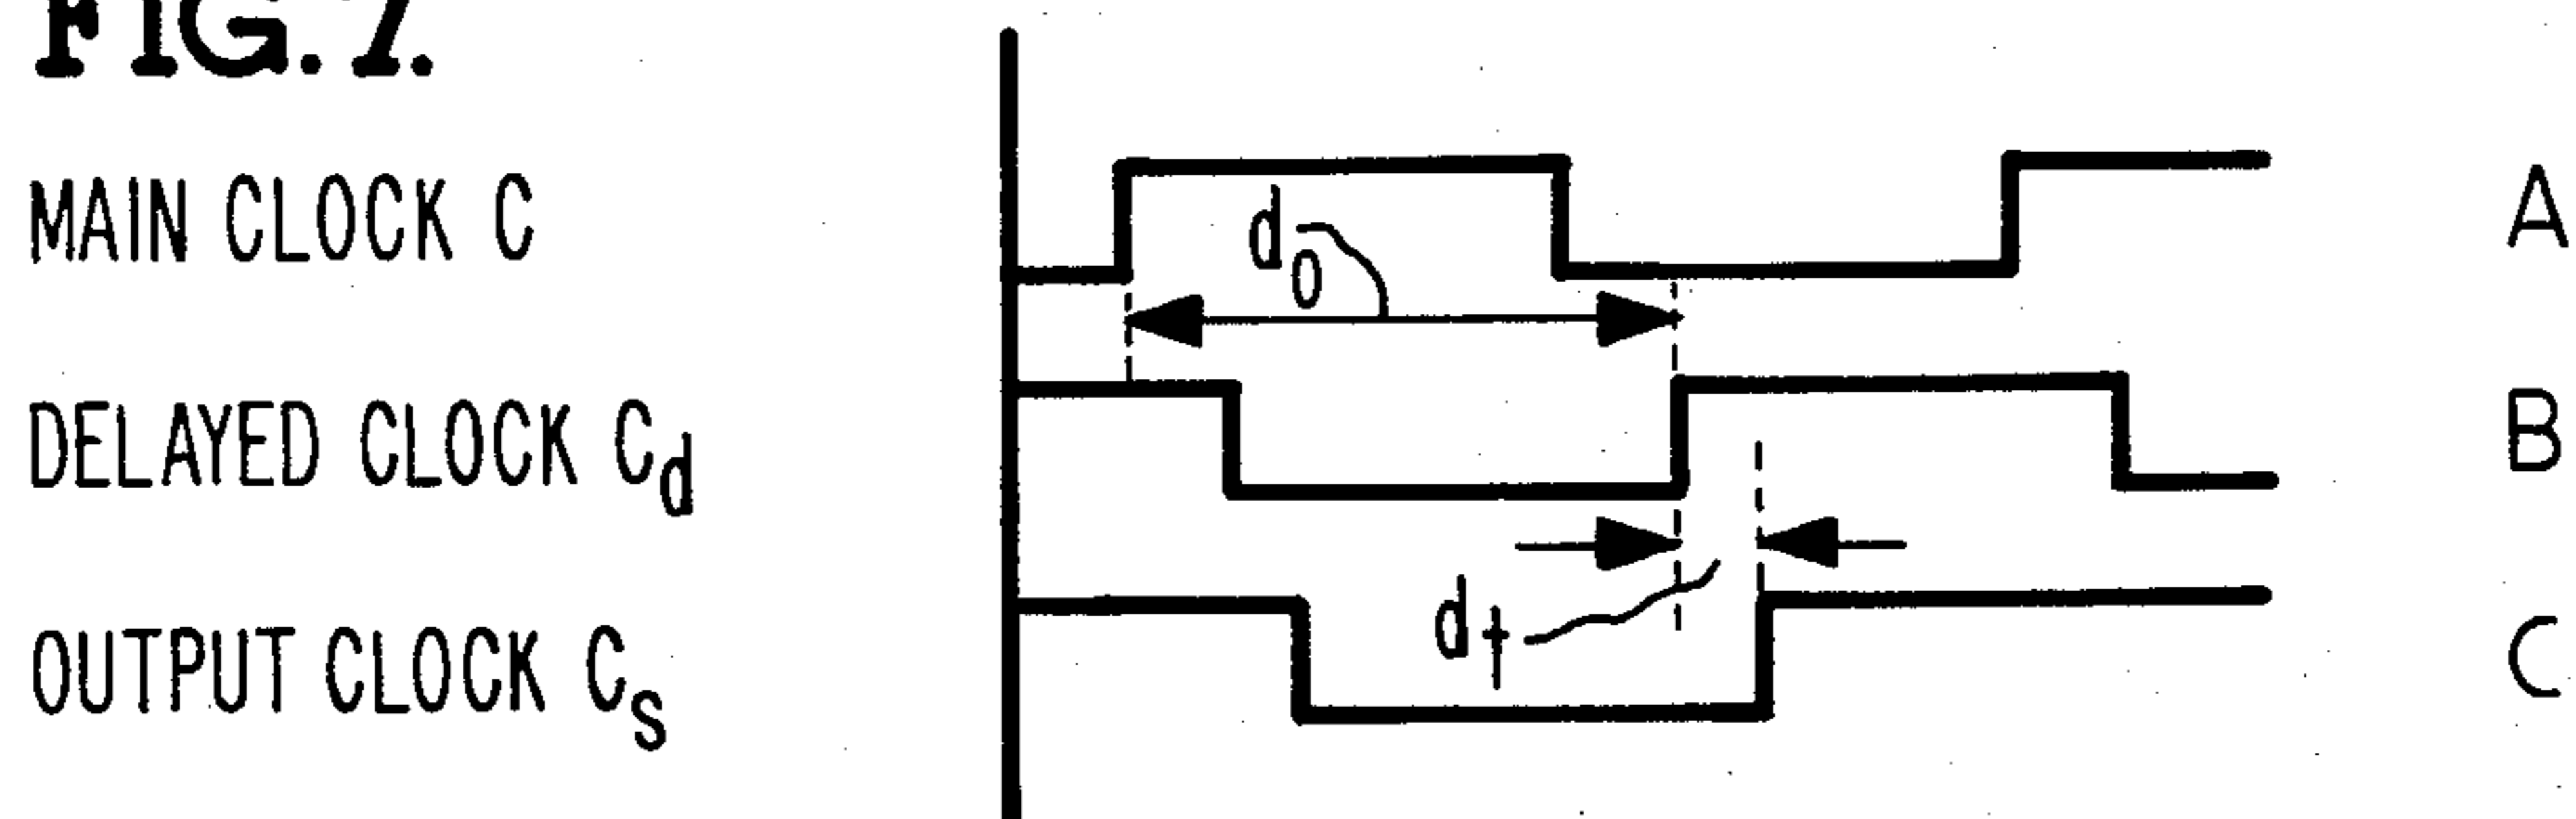 FIG. 7.
MAIN CLOCK C A
d0
DELAYED CLOCK Cd B
dt
OUTPUT CLOCK Cs C